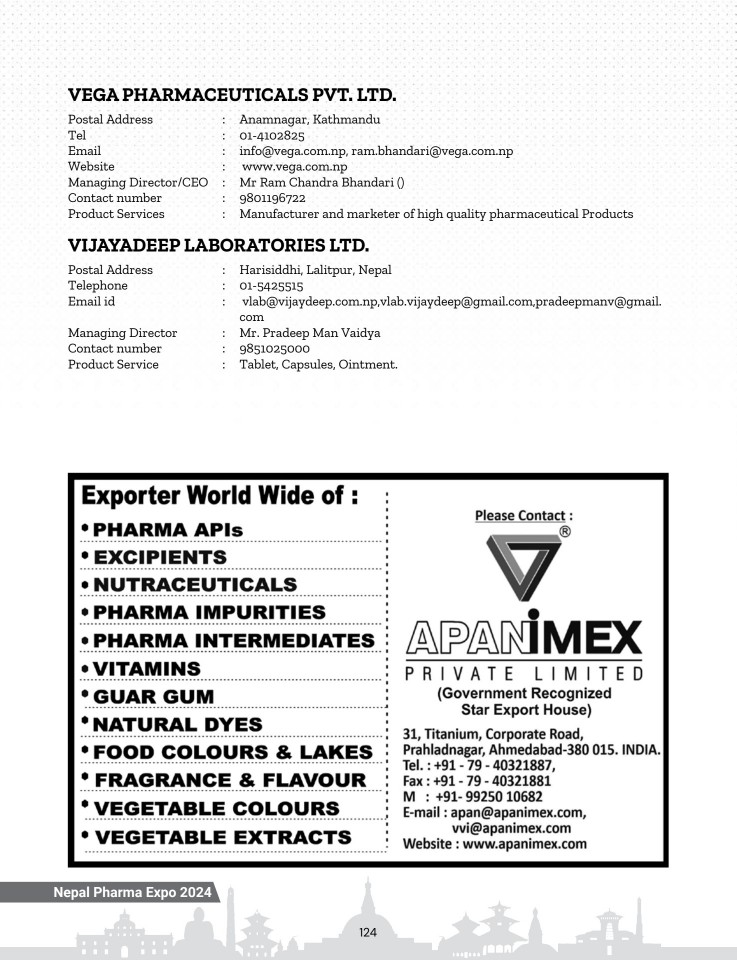 VEGA PHARMACEUTICALS PVT. LTD.
Postal Address : Anamnagar, Kathmandu
Tel : 01-4102825
Email : info@vega.com.np, ram.bhandari@vega.com.np
Website : www.vega.com.np
Managing Director/CEO : Mr Ram Chandra Bhandari ()
Contact number : 9801196722
Product Services : Manufacturer and marketer of high quality pharmaceutical Products
VIJAYADEEP LABORATORIES LTD.
Postal Address : Harisiddhi, Lalitpur, Nepal
Telephone : 01-5425515
Email id : vlab@vijaydeep.com.np,vlab.vijaydeep@gmail.com,pradeepmanv@gmail.
com
Managing Director : Mr. Pradeep Man Vaidya
Contact number : 9851025000
Product Service : Tablet, Capsules, Ointment.
Exporter World Wide of :
• PHARMA APIs
• EXCIPIENTS
• NUTRACEUTICALS
• PHARMA IMPURITIES
• PHARMA INTERMEDIATES
• VITAMINS
• GUAR GUM
• NATURAL DYES
• FOOD COLOURS & LAKES
• FRAGRANCE & FLAVOUR
• VEGETABLE COLOURS
• VEGETABLE EXTRACTS
Please Contact :
®
APANiMEX
PRIVATE LIMITED
(Government Recognized
Star Export House)
31, Titanium, Corporate Road,
Prahladnagar, Ahmedabad-380 015. INDIA.
Tel. : +91 - 79 - 40321887,
Fax : +91 - 79 - 40321881
M : +91- 99250 10682
E-mail : apan@apanimex.com,
vvi@apanimex.com
Website : www.apanimex.com
Nepal Pharma Expo 2024
124